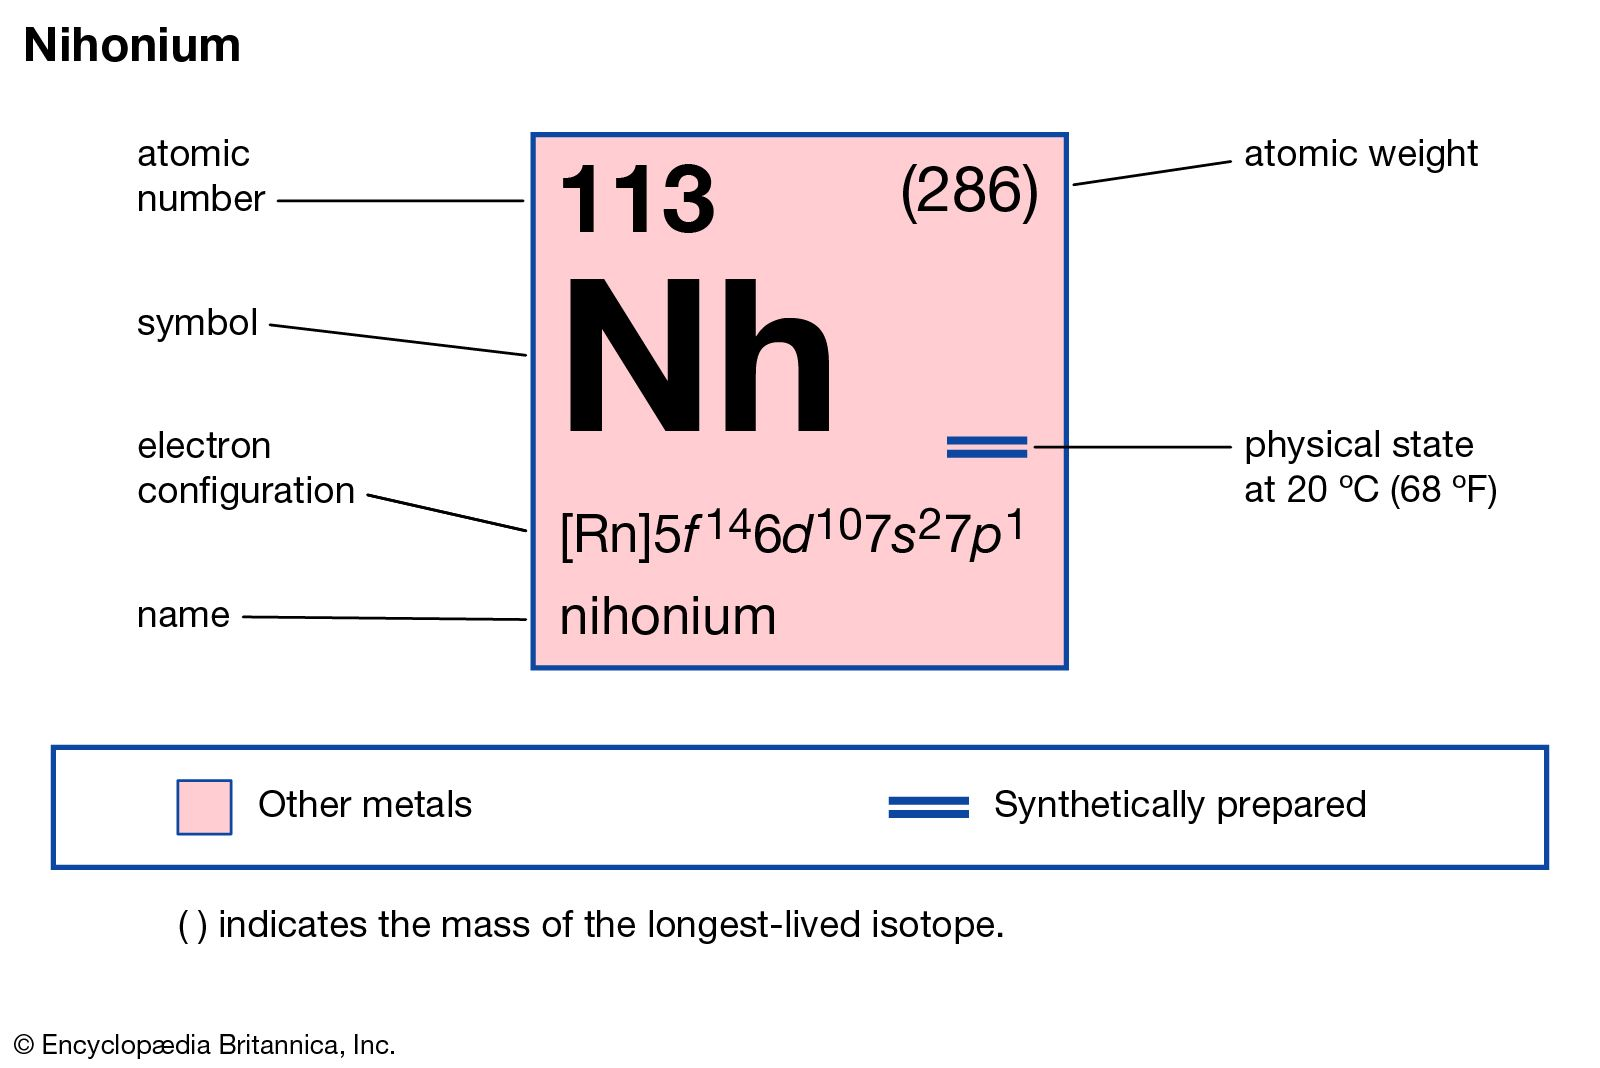 Nihonium
atomic
number
113
(286)
atomic weight
symbol
Nh
electron
configuration
physical state
at 20 ºC (68 ºF)
[Rn]5f¹⁴6d¹⁰7s²7p¹
name
nihonium
Other metals
Synthetically prepared
( ) indicates the mass of the longest-lived isotope.
© Encyclopædia Britannica, Inc.